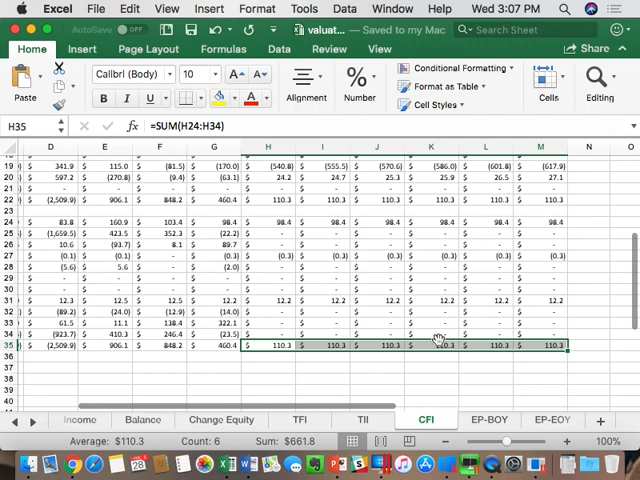 Excel File Edit View Insert Format Tools Data Window Help Wed 3:07 PM
AutoSave OFF valuat... — Saved to my Mac Search Sheet
Home Insert Page Layout Formulas Data Review View Share
Paste Calibri (Body) 10 A A Alignment % Number Conditional Formatting Format as Table Cell Styles Cells Editing
B I U A
H35 fx =SUM(H24:H34)
D E F G H I J K L M N O
19 $ 341.9 $ 115.0 $ (81.5) $ (170.0) $ (540.8) $ (555.5) $ (570.6) $ (586.0) $ (601.8) $ (617.9)
20 $ 597.2 $ (270.8) $ (9.4) $ (63.1) $ 24.2 $ 24.7 $ 25.3 $ 25.9 $ 26.5 $ 27.1
21 $ - $ - $ - $ - $ - $ - $ - $ - $ - $ -
22 $ (2,509.9) $ 906.1 $ 848.2 $ 460.4 $ 110.3 $ 110.3 $ 110.3 $ 110.3 $ 110.3 $ 110.3
23
24 $ 83.8 $ 160.9 $ 103.4 $ 98.4 $ 98.4 $ 98.4 $ 98.4 $ 98.4 $ 98.4 $ 98.4
25 $ (1,659.5) $ 423.5 $ 352.3 $ (22.2) $ - $ - $ - $ - $ - $ -
26 $ 10.6 $ (93.7) $ 8.1 $ 89.7 $ - $ - $ - $ - $ - $ -
27 $ (0.1) $ (0.1) $ - $ (0.3) $ (0.3) $ (0.3) $ (0.3) $ (0.3) $ (0.3) $ (0.3)
28 $ (5.6) $ 5.6 $ - $ (2.0) $ - $ - $ - $ - $ - $ -
29 $ - $ - $ - $ - $ - $ - $ - $ - $ - $ -
30 $ - $ - $ - $ - $ - $ - $ - $ - $ - $ -
31 $ 12.3 $ 12.5 $ 12.5 $ 12.2 $ 12.2 $ 12.2 $ 12.2 $ 12.2 $ 12.2 $ 12.2
32 $ (89.2) $ (24.0) $ (12.9) $ (14.0) $ - $ - $ - $ - $ - $ -
33 $ 61.5 $ 11.1 $ 138.4 $ 322.1 $ - $ - $ - $ - $ - $ -
34 $ (923.7) $ 410.3 $ 246.4 $ (23.5) $ - $ - $ - $ - $ - $ -
35 $ (2,509.9) $ 906.1 $ 848.2 $ 460.4 $ 110.3 $ 110.3 $ 110.3 $ 110.3 $ 110.3 $ 110.3
36
37
38
39
40
Income Balance Change Equity TFI TII CFI EP-BOY EP-EOY +
Average: $110.3 Count: 6 Sum: $661.8 100%
28